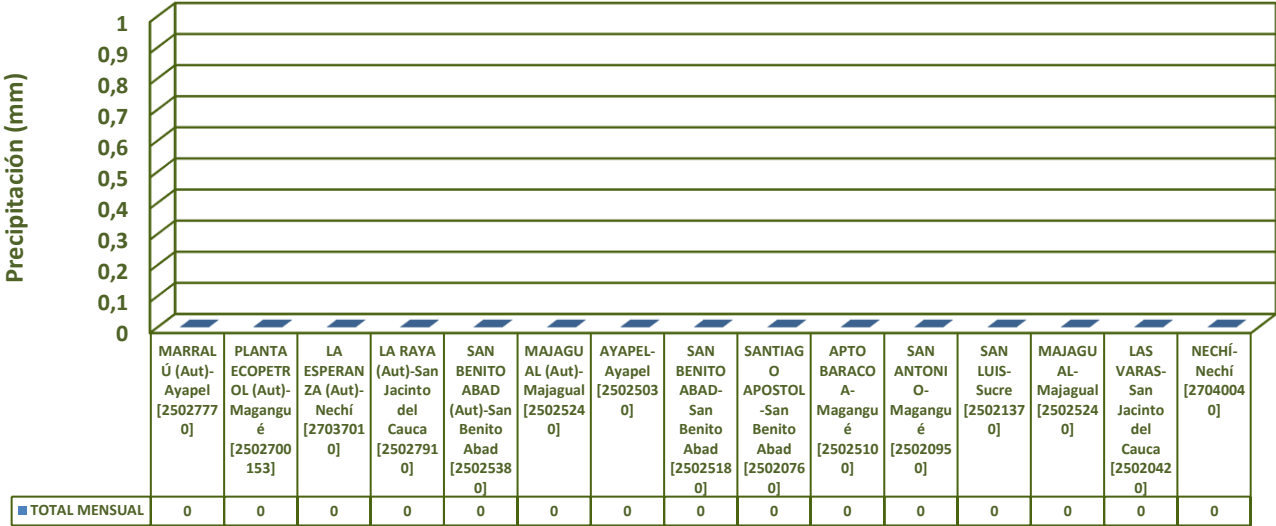 Precipitación (mm)
1
0,9
0,8
0,7
0,6
0,5
0,4
0,3
0,2
0,1
0
MARRAL
Ú (Aut)-
Ayapel
[2502777
0]
PLANTA
ECOPETR
OL (Aut)-
Magangu
é
[2502700
153]
LA
ESPERAN
ZA (Aut)-
Nechí
[2703701
0]
LA RAYA
(Aut)-San
Jacinto
del
Cauca
[2502791
0]
SAN
BENITO
ABAD
(Aut)-San
Benito
Abad
[2502538
0]
MAJAGU
AL (Aut)-
Majagual
[2502524
0]
AYAPEL-
Ayapel
[2502503
0]
SAN
BENITO
ABAD-
San
Benito
Abad
[2502518
0]
SANTIAG
O
APOSTOL
-San
Benito
Abad
[2502076
0]
APTO
BARACO
A-
Magangu
é
[2502510
0]
SAN
ANTONI
O-
Magangu
é
[2502095
0]
SAN
LUIS-
Sucre
[2502137
0]
MAJAGU
AL-
Majagual
[2502524
0]
LAS
VARAS-
San
Jacinto
del
Cauca
[2502042
0]
NECHÍ-
Nechí
[2704004
0]
TOTAL MENSUAL 0 0 0 0 0 0 0 0 0 0 0 0 0 0 0